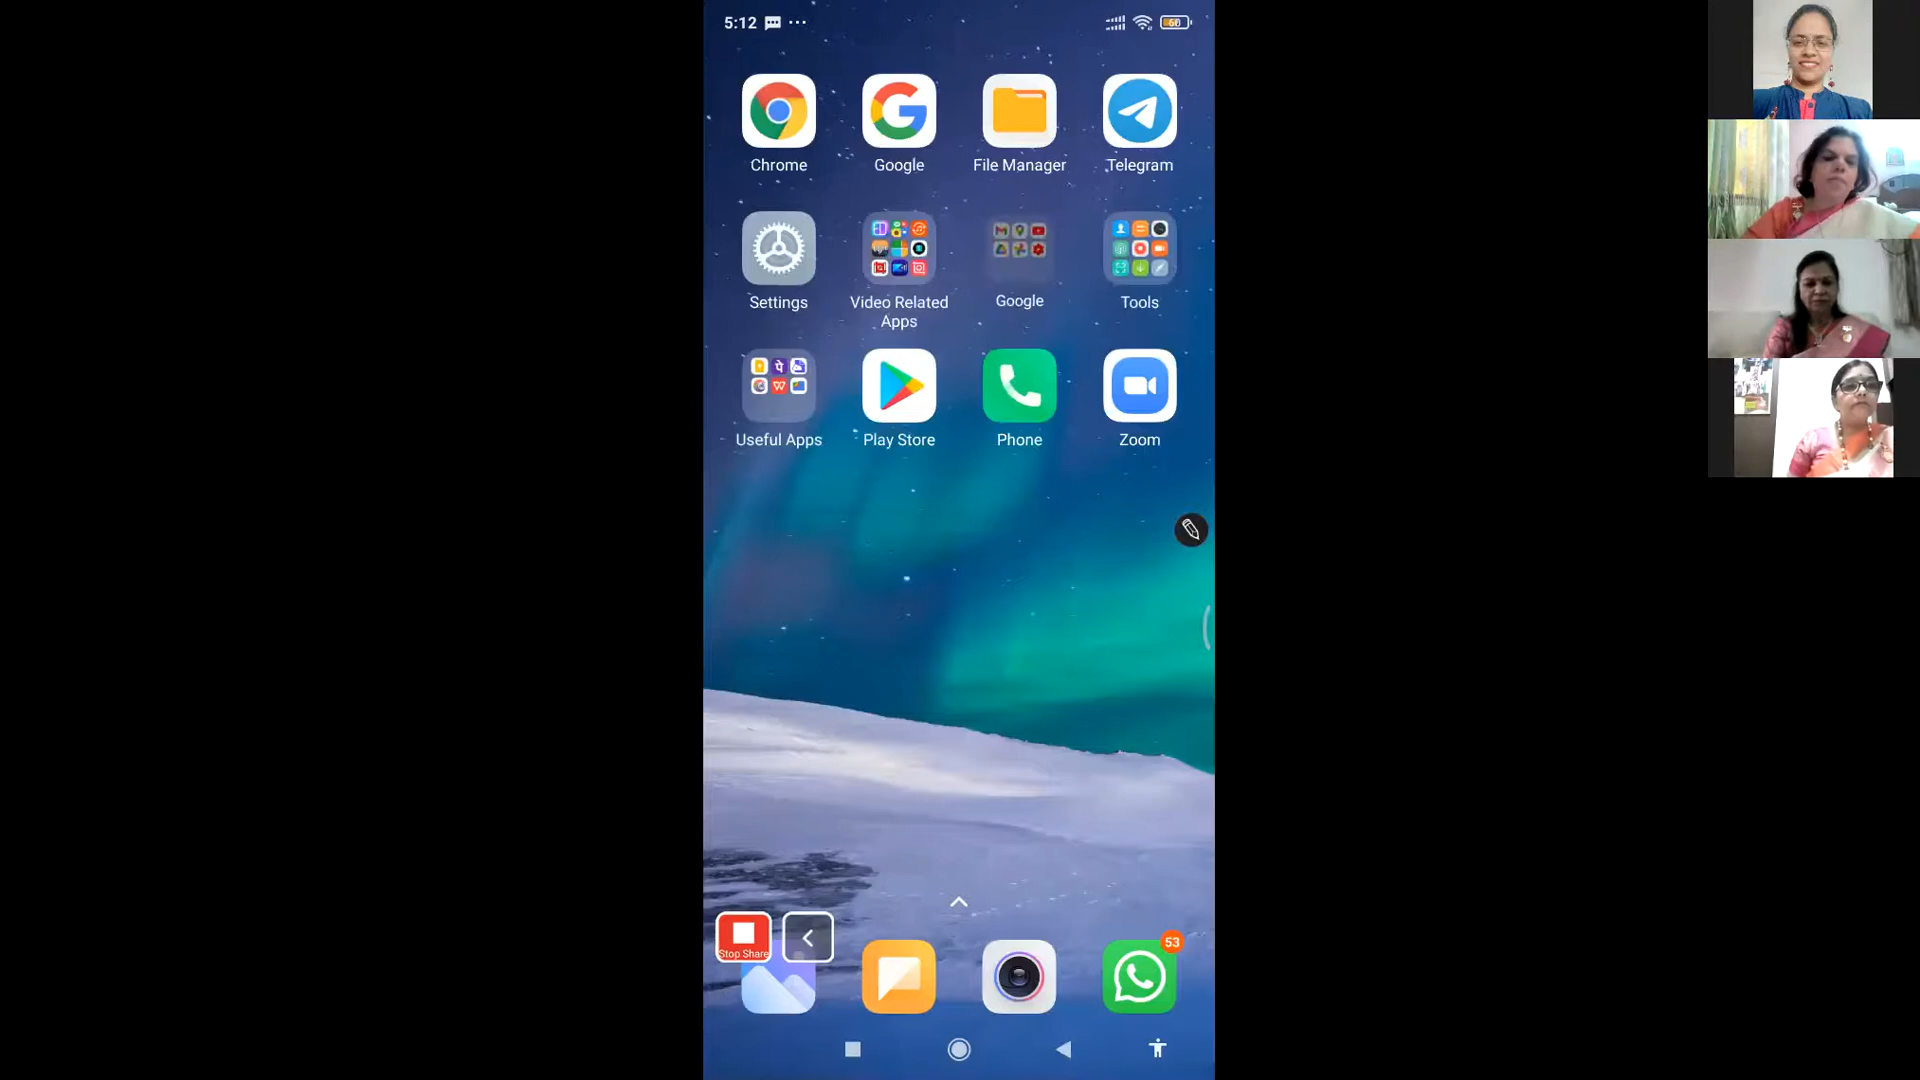 5:12
60
Chrome
Google
File Manager
Telegram
Settings
Video Related
Apps
Google
Tools
Useful Apps
Play Store
Phone
Zoom
Stop Share
53